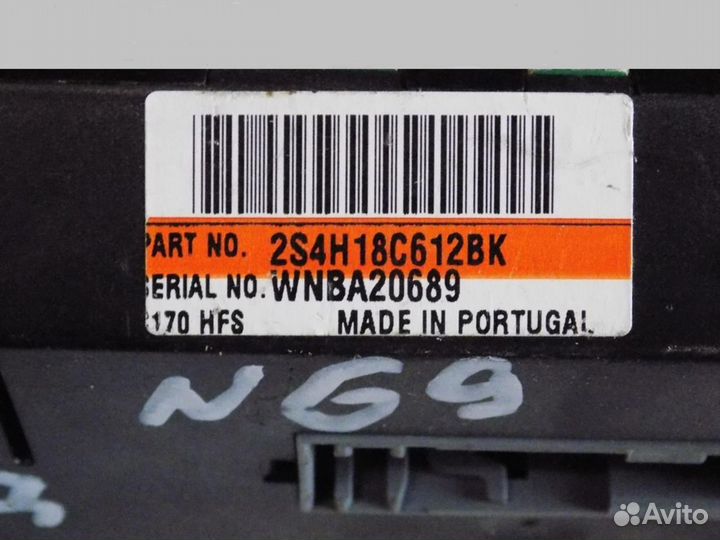 PART NO. 2S4H18C612BK
SERIAL NO. WNBA20689
170 HFS MADE IN PORTUGAL
NG9
Avito